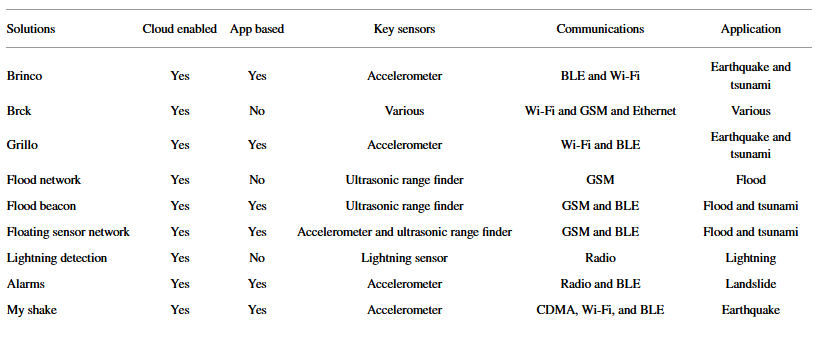 Solutions Cloud enabled App based Key sensors Communications Application
Brinco Yes Yes Accelerometer BLE and Wi-Fi Earthquake and
tsunami
Brck Yes No Various Wi-Fi and GSM and Ethernet Various
Grillo Yes Yes Accelerometer Wi-Fi and BLE Earthquake and
tsunami
Flood network Yes No Ultrasonic range finder GSM Flood
Flood beacon Yes Yes Ultrasonic range finder GSM and BLE Flood and tsunami
Floating sensor network Yes Yes Accelerometer and ultrasonic range finder GSM and BLE Flood and tsunami
Lightning detection Yes No Lightning sensor Radio Lightning
Alarms Yes Yes Accelerometer Radio and BLE Landslide
My shake Yes Yes Accelerometer CDMA, Wi-Fi, and BLE Earthquake